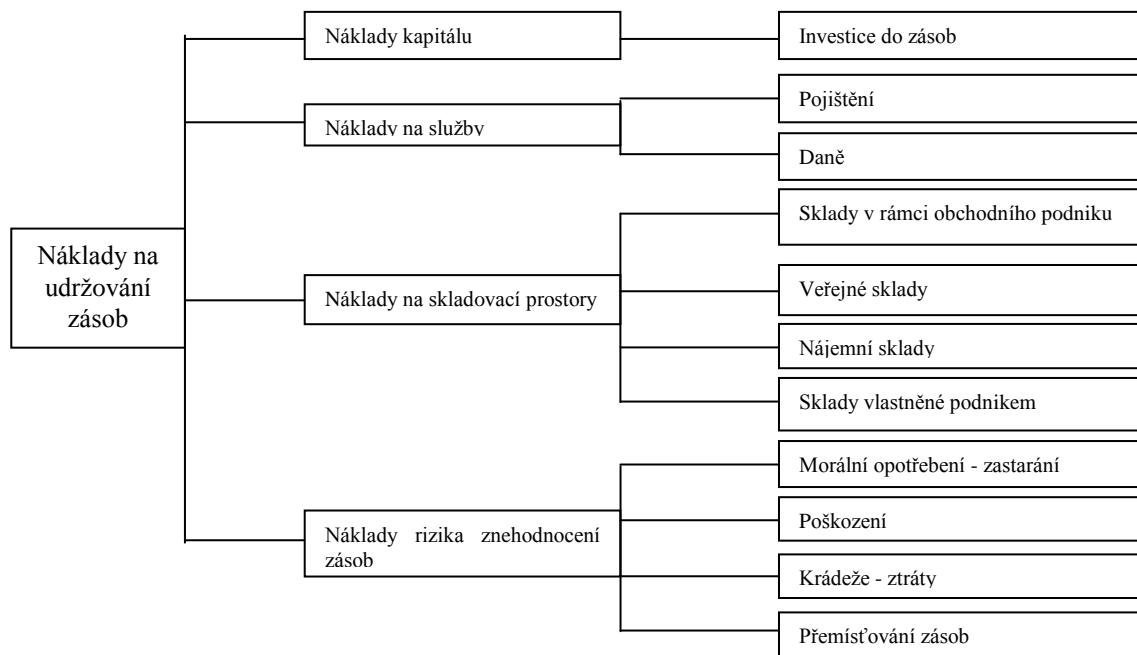 Náklady kapitálu
Investice do zásob
Pojištění
Náklady na služby
Daně
Sklady v rámci obchodního podniku
Náklady na
udržování
zásob
Náklady na skladovací prostory
Veřejné sklady
Nájemní sklady
Sklady vlastněné podnikem
Morální opotřebení - zastarání
Náklady rizika znehodnocení
zásob
Poškození
Krádeže - ztráty
Přemísťování zásob